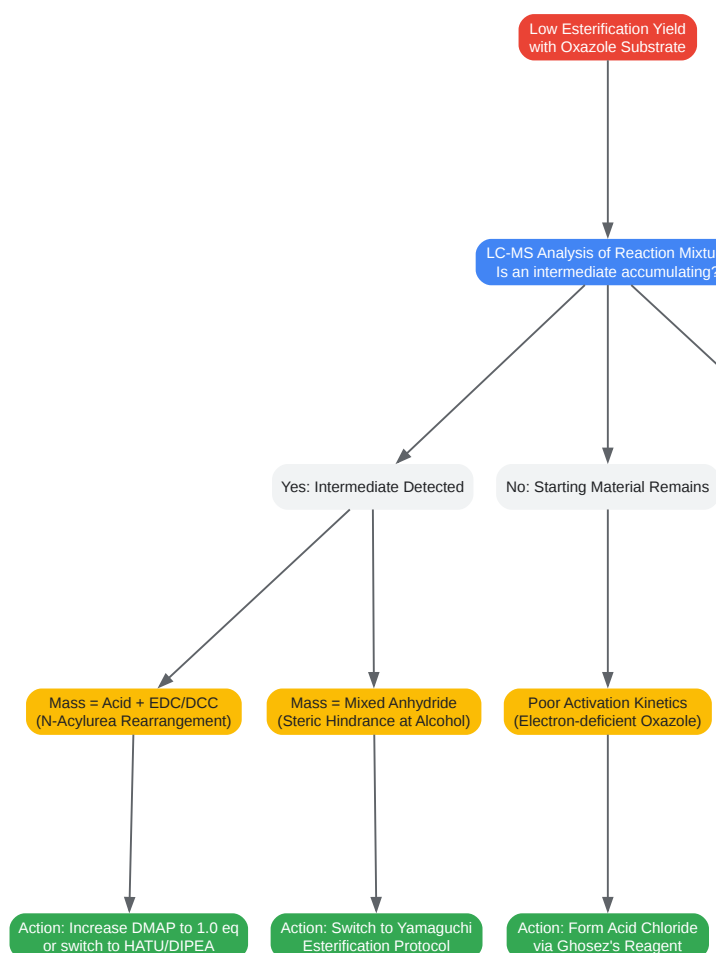 Low Esterification Yield
with Oxazole Substrate
LC-MS Analysis of Reaction Mixtu
Is an intermediate accumulating?
Yes: Intermediate Detected
No: Starting Material Remains
Mass = Acid + EDC/DCC
(N-Acylurea Rearrangement)
Mass = Mixed Anhydride
(Steric Hindrance at Alcohol)
Poor Activation Kinetics
(Electron-deficient Oxazole)
Action: Increase DMAP to 1.0 eq
or switch to HATU/DIPEA
Action: Switch to Yamaguchi
Esterification Protocol
Action: Form Acid Chloride
via Ghosez's Reagent